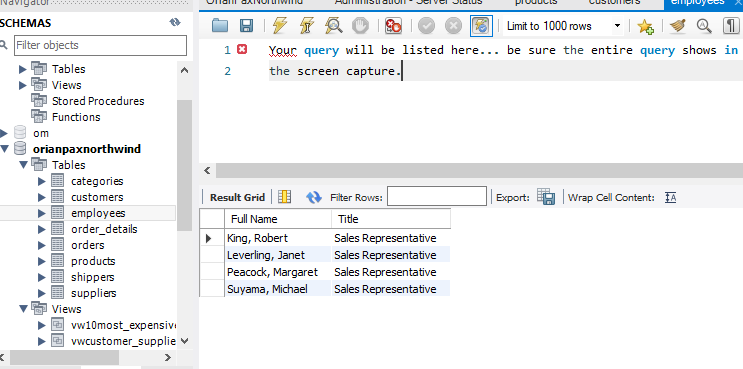 Navigator
SCHEMAS
Filter objects
Tables
Views
Stored Procedures
Functions
om
orianpaxnorthwind
Tables
categories
customers
employees
order_details
orders
products
shippers
suppliers
Views
vw10most_expensive
vwcustomer_supplie
OrianPaxNorthwind Administration - Server Status products customers employees
Limit to 1000 rows
1 Your query will be listed here... be sure the entire query shows in
2 the screen capture.
Result Grid Filter Rows: Export: Wrap Cell Content: IA
Full Name Title
King, Robert Sales Representative
Leverling, Janet Sales Representative
Peacock, Margaret Sales Representative
Suyama, Michael Sales Representative